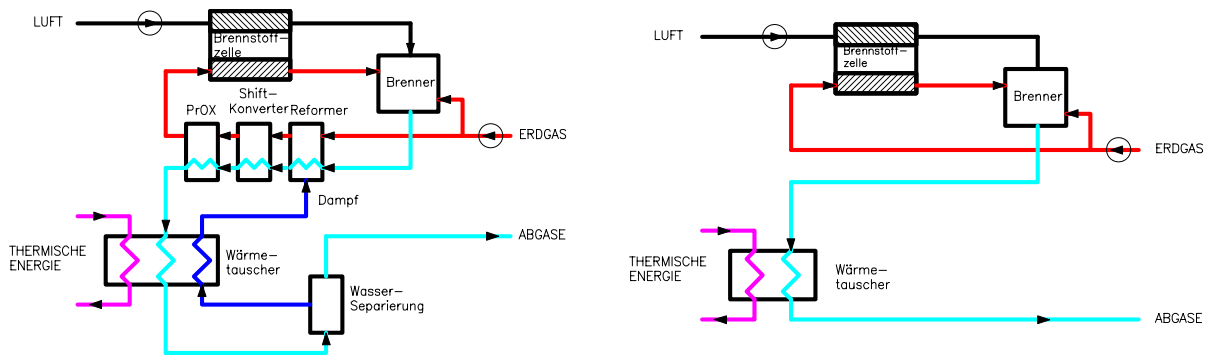 LUFT
Brennstoff-
zelle
Brenner
Shift-
Konverter
PrOX
Reformer
ERDGAS
Dampf
ABGASE
THERMISCHE
ENERGIE
Wärme-
tauscher
Wasser-
Separierung
LUFT
Brennstoff-
zelle
Brenner
ERDGAS
THERMISCHE
ENERGIE
Wärme-
tauscher
ABGASE